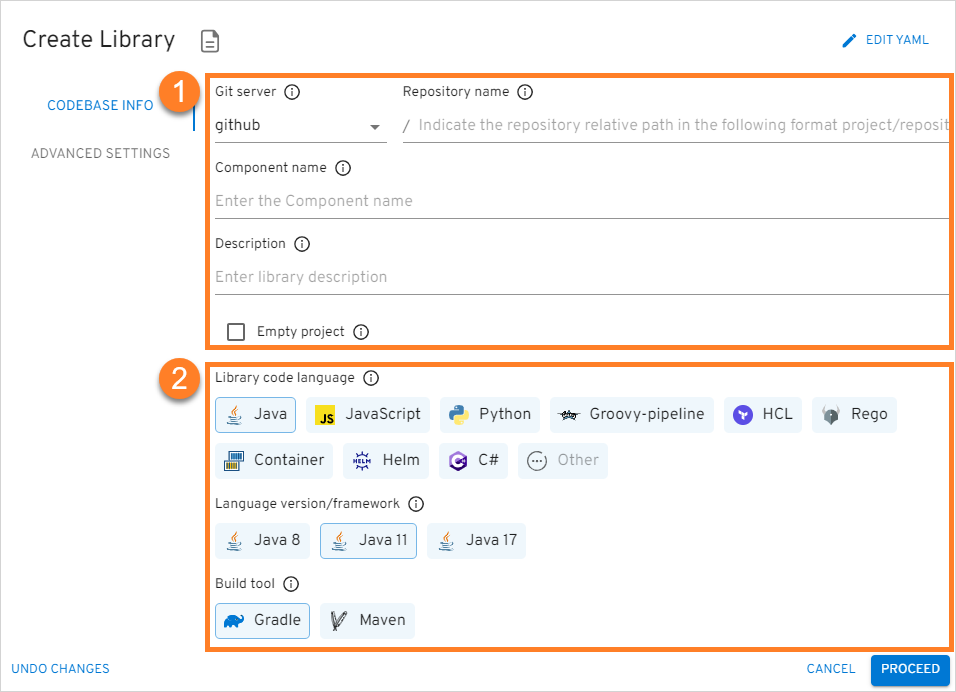 Create Library
EDIT YAML
1
CODEBASE INFO
ADVANCED SETTINGS
Git server
Repository name
github
/ Indicate the repository relative path in the following format project/reposit
Component name
Enter the Component name
Description
Enter library description
Empty project
2
Library code language
Java JS JavaScript Python Groovy-pipeline HCL Rego
Container HELM Helm C# Other
Language version/framework
Java 8 Java 11 Java 17
Build tool
Gradle Maven
UNDO CHANGES
CANCEL PROCEED